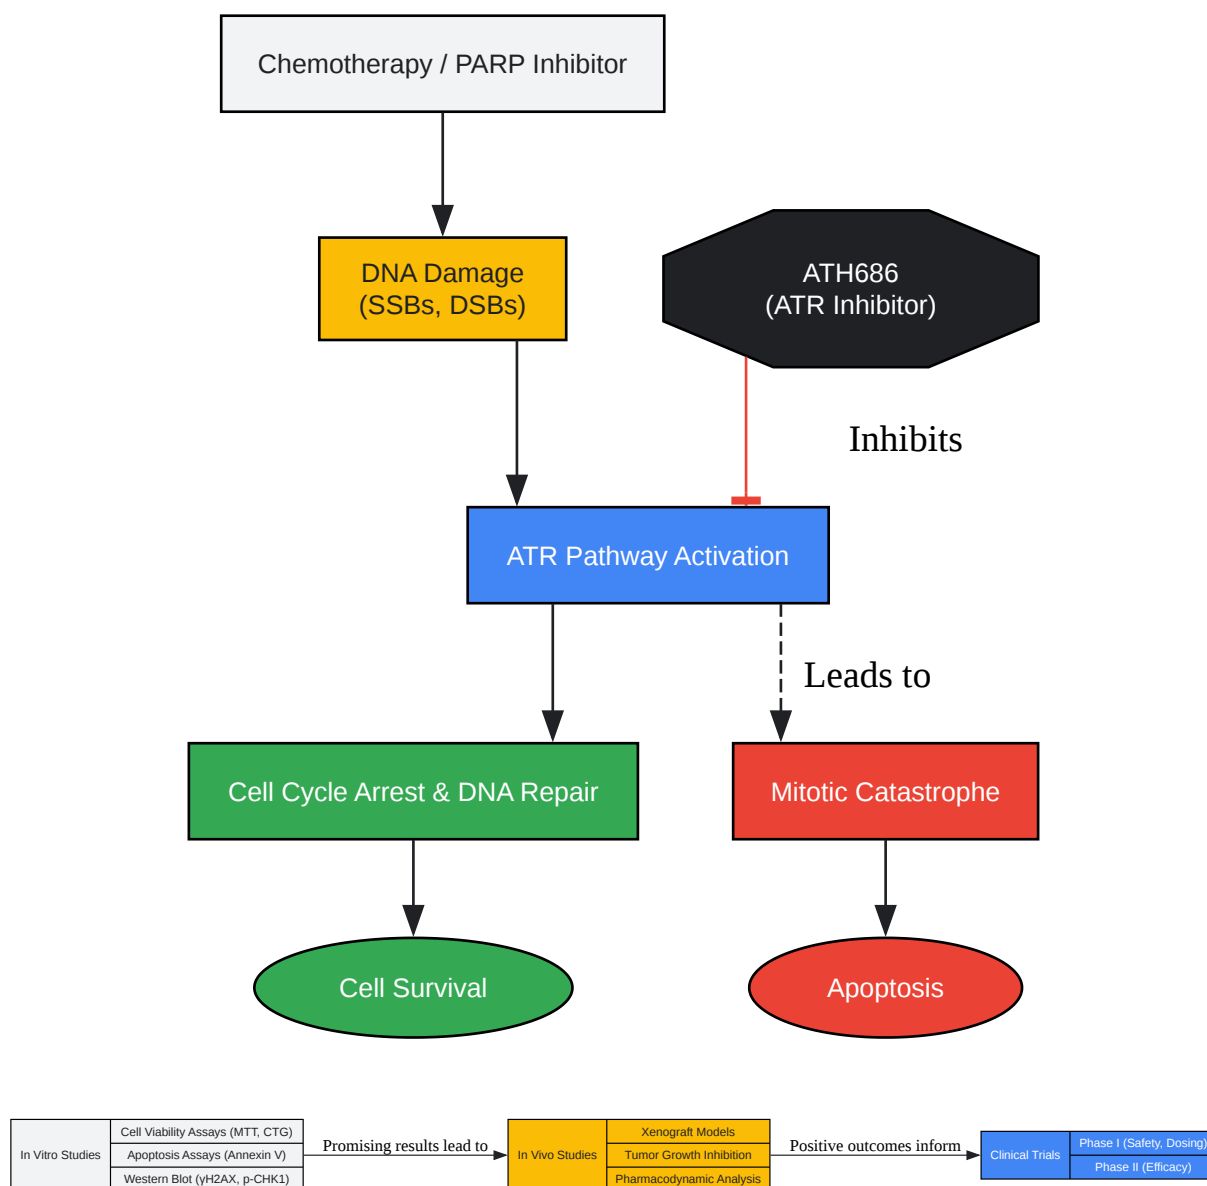 Chemotherapy / PARP Inhibitor
DNA Damage
(SSBs, DSBs)
ATH686
(ATR Inhibitor)
Inhibits
ATR Pathway Activation
Leads to
Cell Cycle Arrest & DNA Repair
Mitotic Catastrophe
Cell Survival
Apoptosis
In Vitro Studies
Cell Viability Assays (MTT, CTG)
Apoptosis Assays (Annexin V)
Western Blot (γH2AX, p-CHK1)
Promising results lead to
In Vivo Studies
Xenograft Models
Tumor Growth Inhibition
Pharmacodynamic Analysis
Positive outcomes inform
Clinical Trials
Phase I (Safety, Dosing)
Phase II (Efficacy)